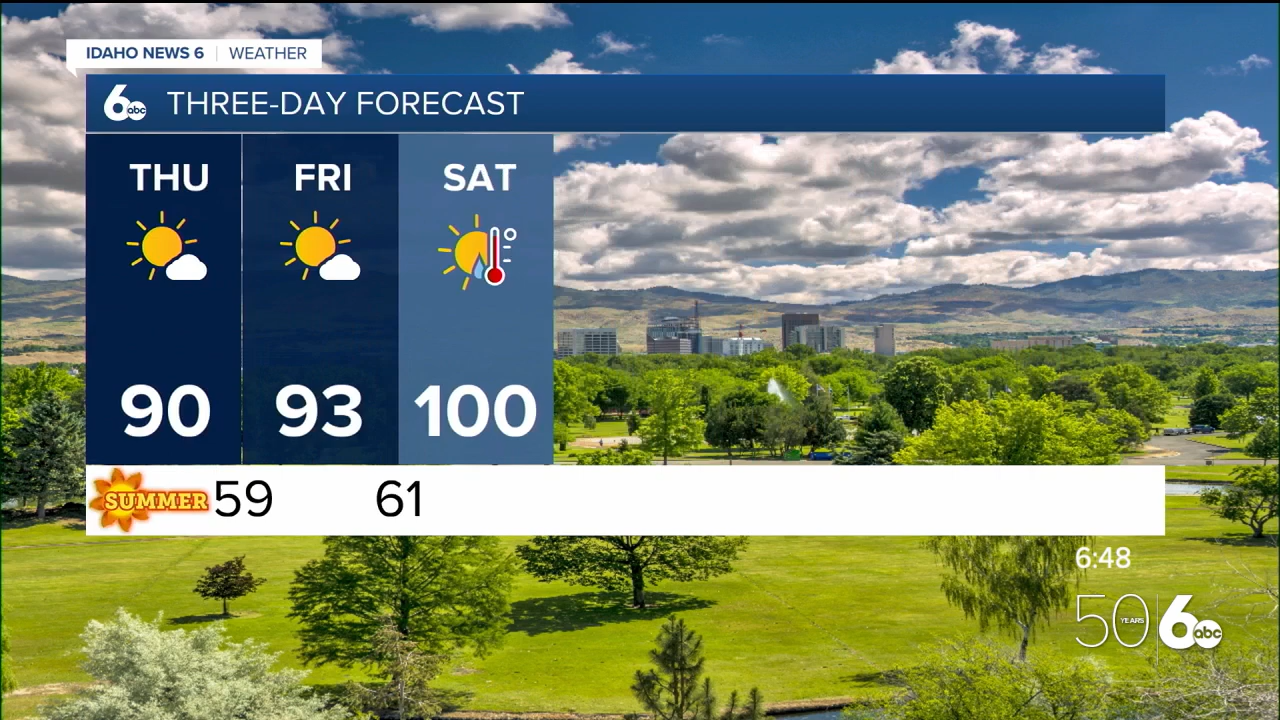 IDAHO NEWS 6 | WEATHER
6abc THREE-DAY FORECAST
THU FRI SAT
90 93 100
SUMMER 59 61
6:48
50 YEARS 6abc